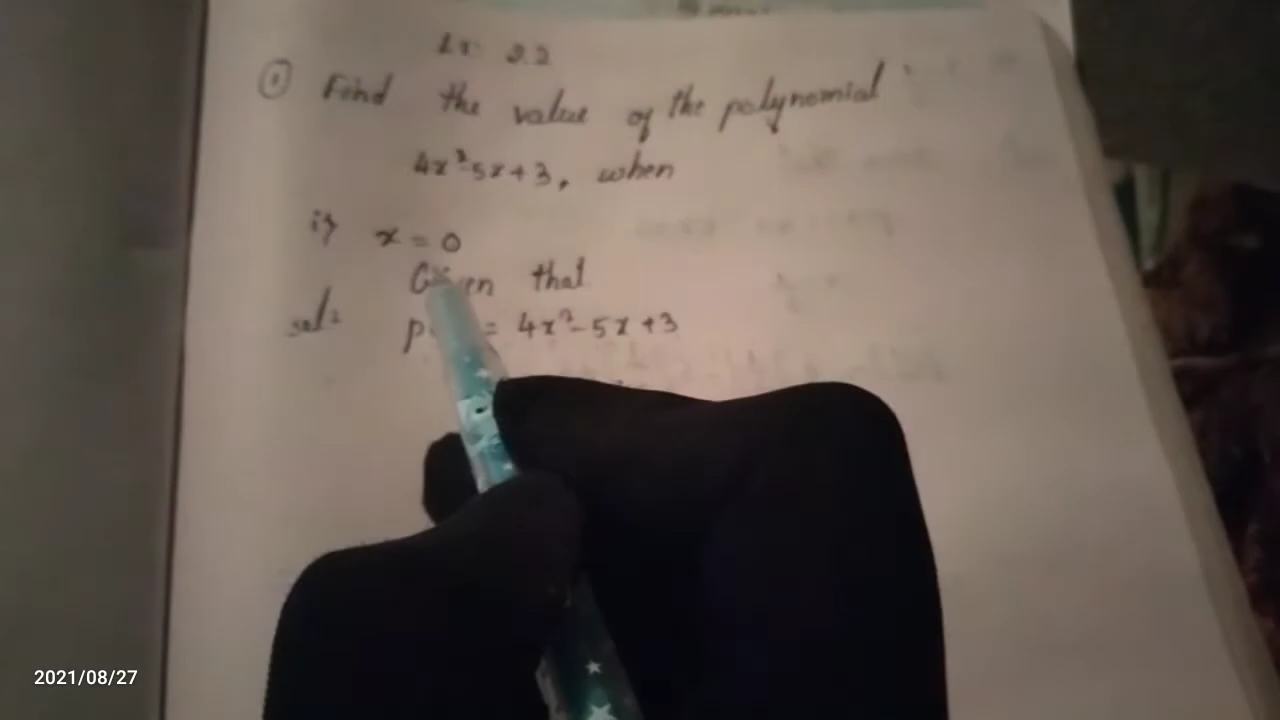 Ex: 2.2
① Find the value of the polynomial
4x²-5x+3, when
i) x = 0
Given that
sol: p = 4x²-5x+3
2021/08/27